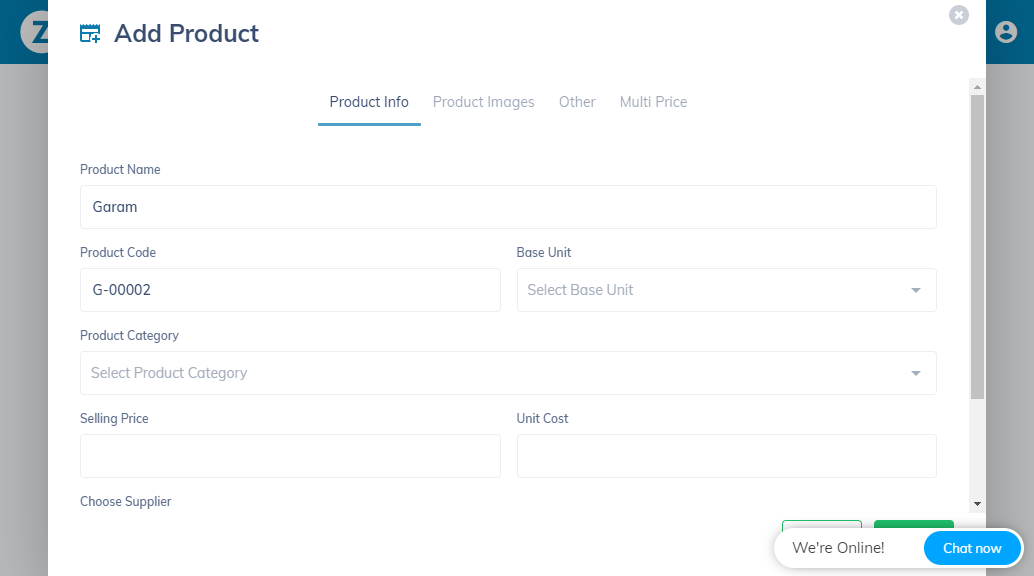 Z
Add Product
Product Info Product Images Other Multi Price
Product Name
Garam
Product Code Base Unit
G-00002 Select Base Unit
Product Category
Select Product Category
Selling Price Unit Cost
Choose Supplier
We're Online! Chat now